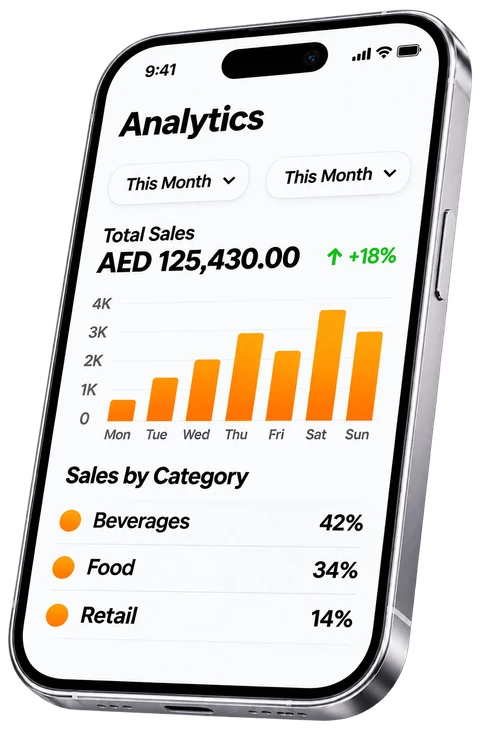 9:41
Analytics
This Month This Month
Total Sales
AED 125,430.00 ↑ +18%
4K
3K
2K
1K
0
Mon Tue Wed Thu Fri Sat Sun
Sales by Category
Beverages 42%
Food 34%
Retail 14%